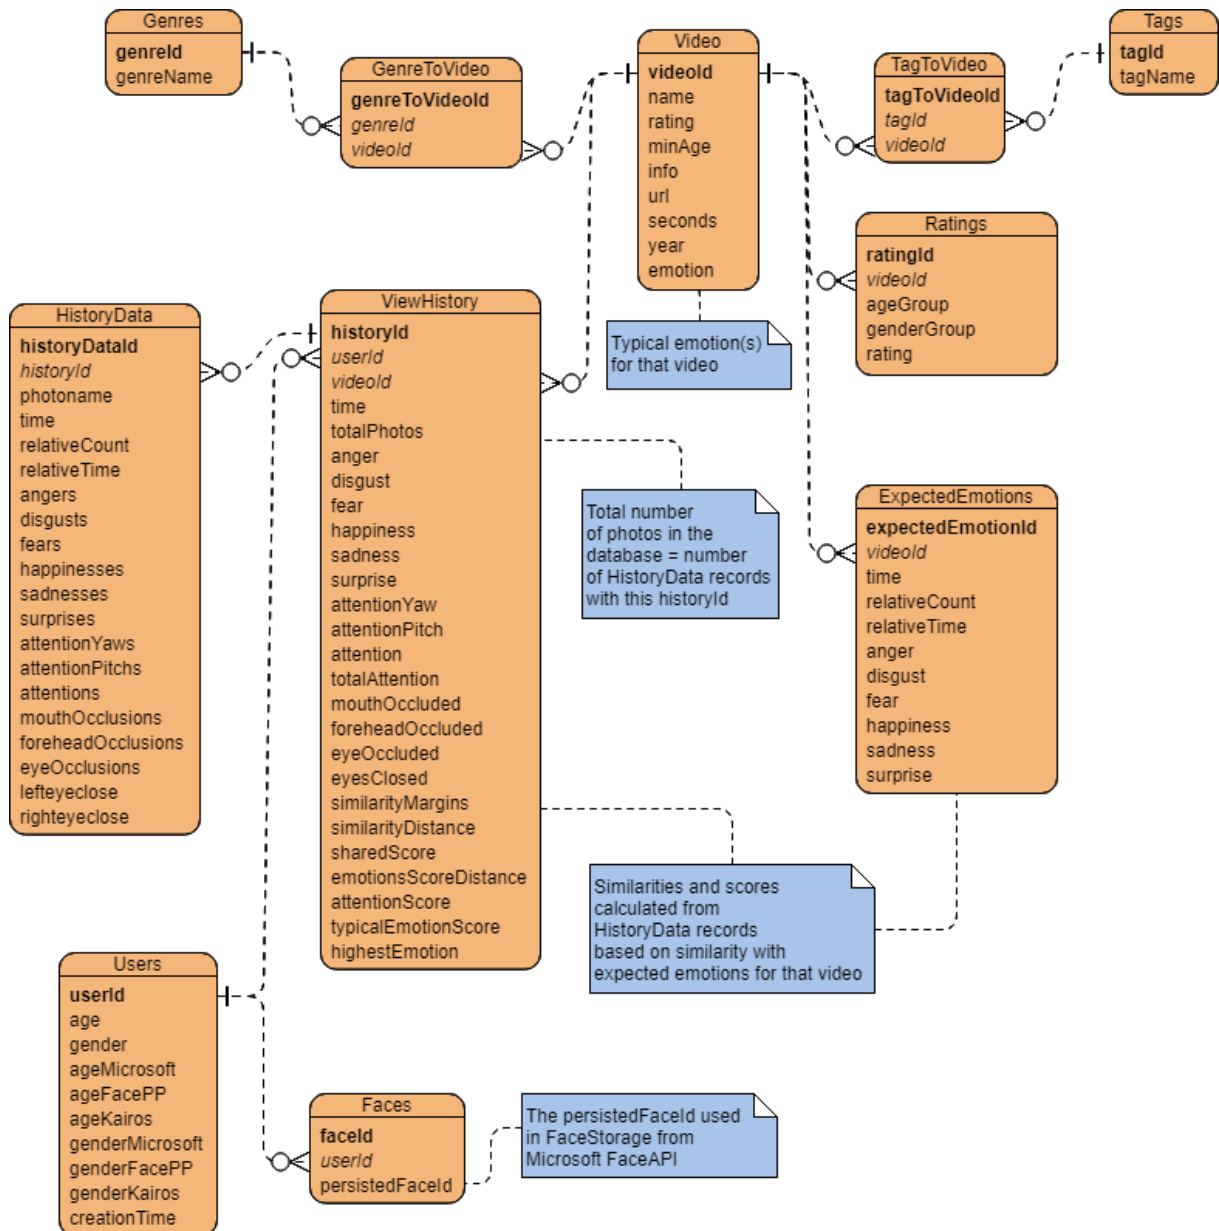 Genres
genreId
genreName
GenreToVideo
genreToVideoId
genreId
videoId
Video
videoId
name
rating
minAge
info
url
seconds
year
emotion
TagToVideo
tagToVideoId
tagId
videoId
Tags
tagId
tagName
Ratings
ratingId
videoId
ageGroup
genderGroup
rating
Typical emotion(s)
for that video
HistoryData
historyDataId
historyId
photoname
time
relativeCount
relativeTime
angers
disgusts
fears
happinesses
sadnesses
surprises
attentionYaws
attentionPitchs
attentions
mouthOcclusions
foreheadOcclusions
eyeOcclusions
lefteyeclose
righteyeclose
ViewHistory
historyId
userId
videoId
time
totalPhotos
anger
disgust
fear
happiness
sadness
surprise
attentionYaw
attentionPitch
attention
totalAttention
mouthOccluded
foreheadOccluded
eyeOccluded
eyesClosed
similarityMargins
similarityDistance
sharedScore
emotionsScoreDistance
attentionScore
typicalEmotionScore
highestEmotion
Total number
of photos in the
database = number
of HistoryData records
with this historyId
ExpectedEmotions
expectedEmotionId
videoId
time
relativeCount
relativeTime
anger
disgust
fear
happiness
sadness
surprise
Similarities and scores
calculated from
HistoryData records
based on similarity with
expected emotions for that video
Users
userId
age
gender
ageMicrosoft
ageFacePP
ageKairos
genderMicrosoft
genderFacePP
genderKairos
creationTime
Faces
faceId
userId
persistedFaceId
The persistedFaceId used
in FaceStorage from
Microsoft FaceAPI